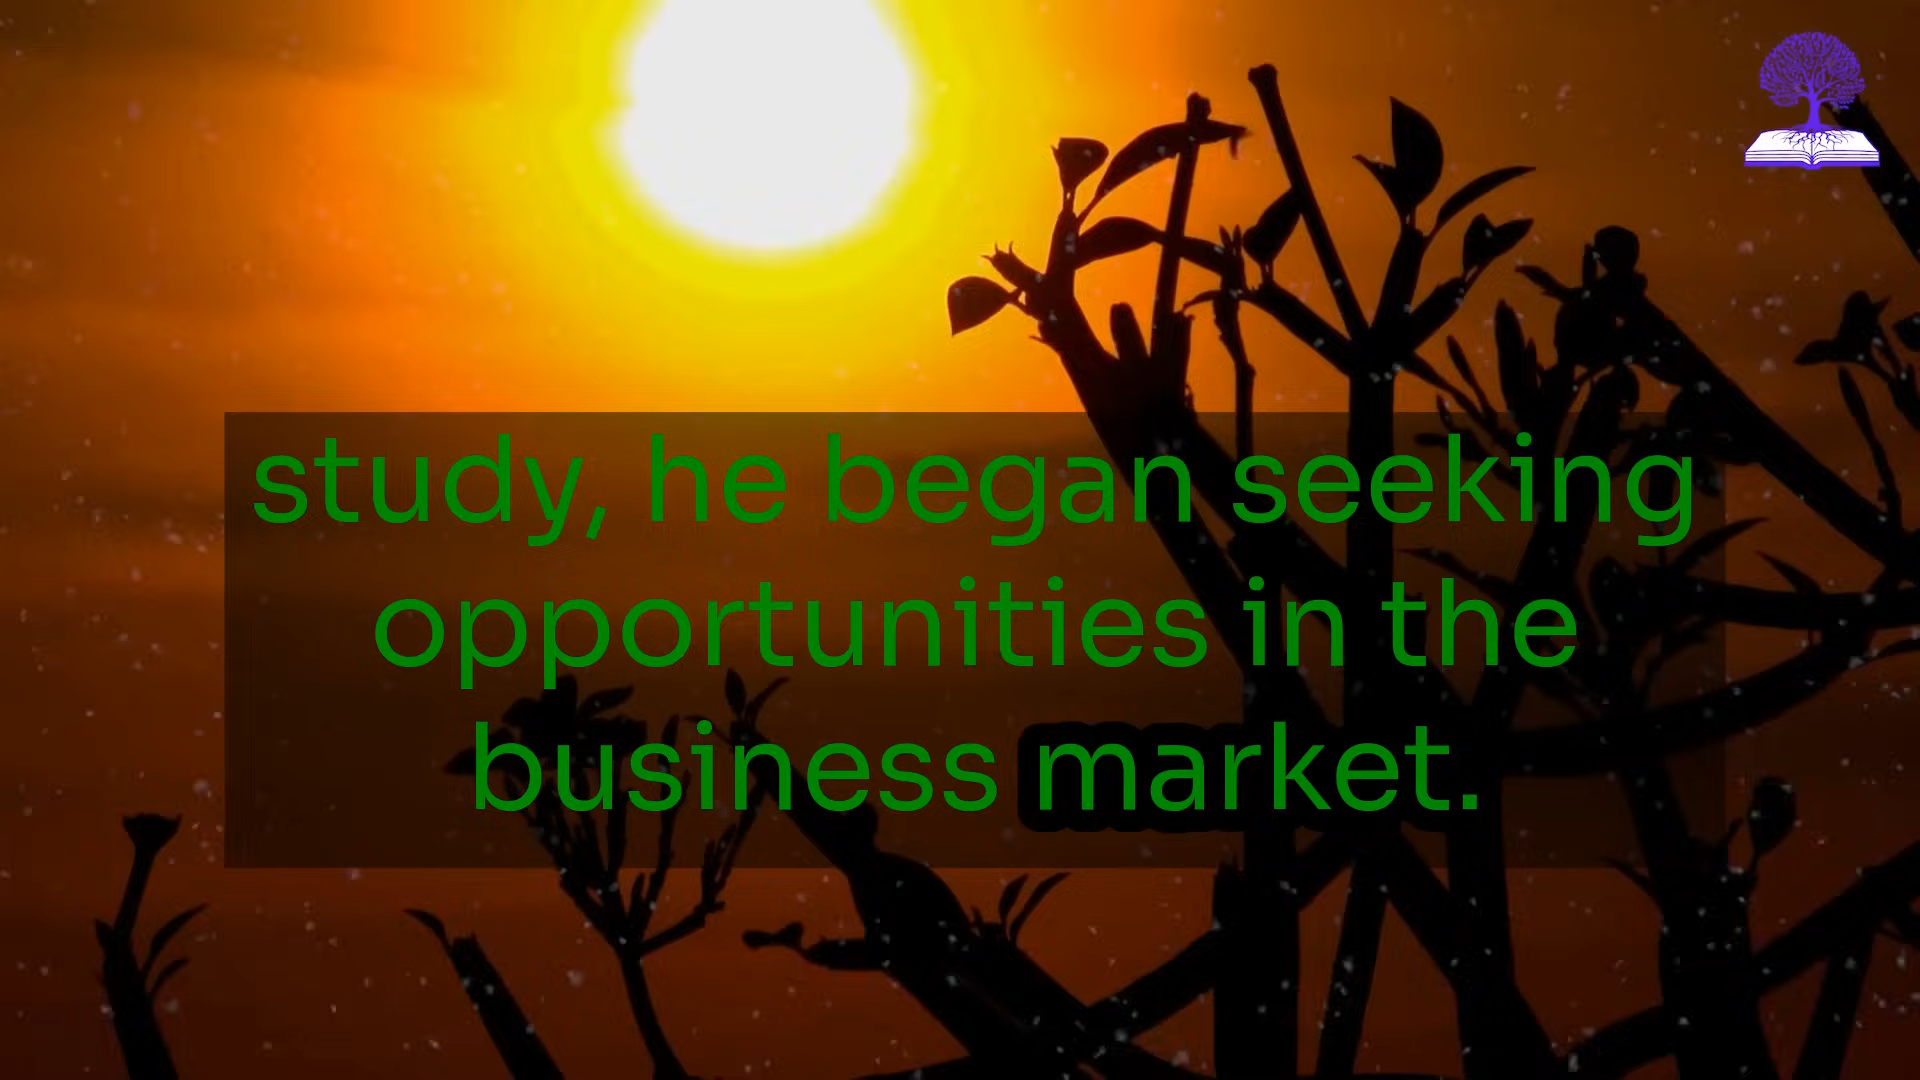 study, he began seeking
opportunities in the
business market.